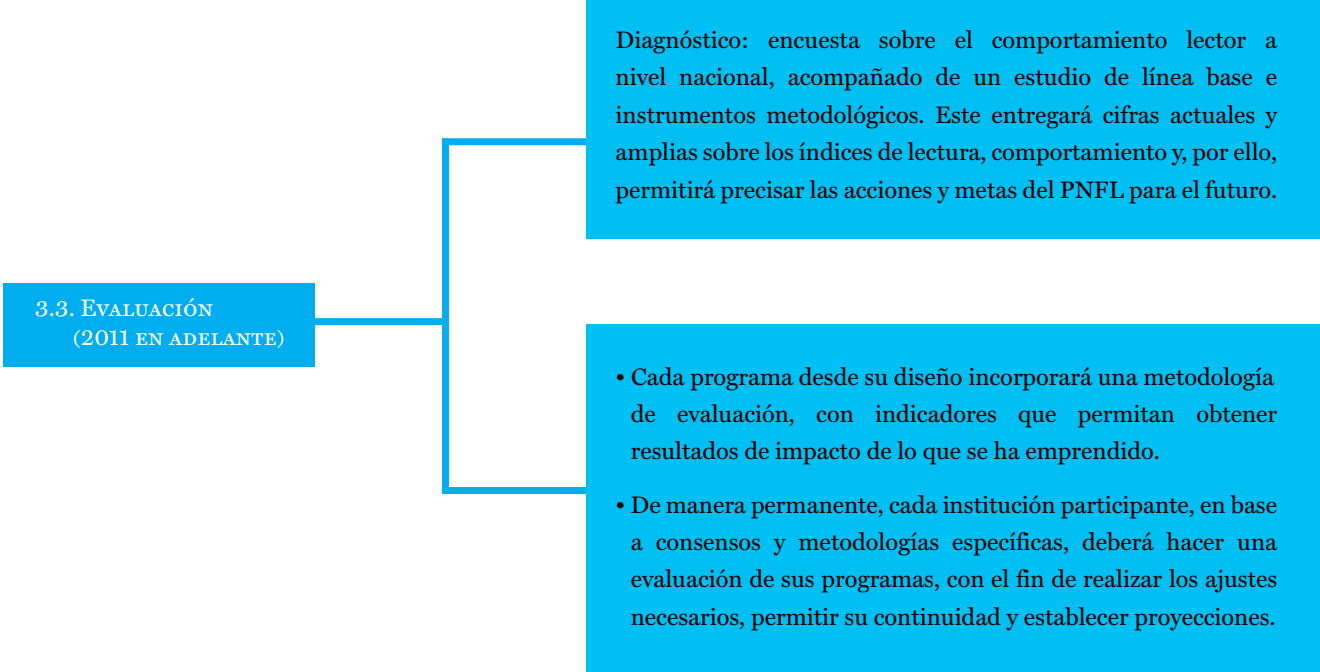 Diagnóstico: encuesta sobre el comportamiento lector a
nivel nacional, acompañado de un estudio de línea base e
instrumentos metodológicos. Este entregará cifras actuales y
amplias sobre los índices de lectura, comportamiento y, por ello,
permitirá precisar las acciones y metas del PNFL para el futuro.
3.3. Evaluación
(2011 en adelante)
• Cada programa desde su diseño incorporará una metodología
de evaluación, con indicadores que permitan obtener
resultados de impacto de lo que se ha emprendido.
• De manera permanente, cada institución participante, en base
a consensos y metodologías específicas, deberá hacer una
evaluación de sus programas, con el fin de realizar los ajustes
necesarios, permitir su continuidad y establecer proyecciones.